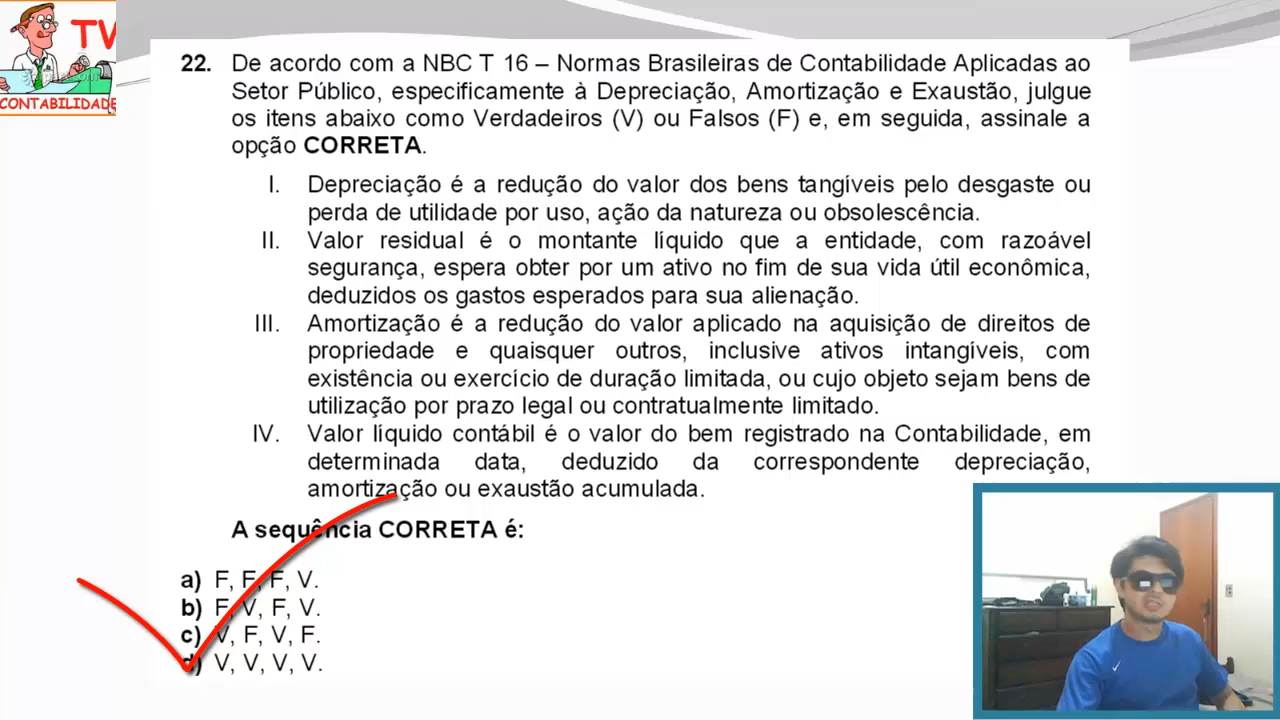 TV
CONTABILIDADE
22. De acordo com a NBC T 16 – Normas Brasileiras de Contabilidade Aplicadas ao
Setor Público, especificamente à Depreciação, Amortização e Exaustão, julgue
os itens abaixo como Verdadeiros (V) ou Falsos (F) e, em seguida, assinale a
opção CORRETA.
I. Depreciação é a redução do valor dos bens tangíveis pelo desgaste ou
perda de utilidade por uso, ação da natureza ou obsolescência.
II. Valor residual é o montante líquido que a entidade, com razoável
segurança, espera obter por um ativo no fim de sua vida útil econômica,
deduzidos os gastos esperados para sua alienação.
III. Amortização é a redução do valor aplicado na aquisição de direitos de
propriedade e quaisquer outros, inclusive ativos intangíveis, com
existência ou exercício de duração limitada, ou cujo objeto sejam bens de
utilização por prazo legal ou contratualmente limitado.
IV. Valor líquido contábil é o valor do bem registrado na Contabilidade, em
determinada data, deduzido da correspondente depreciação,
amortização ou exaustão acumulada.
A sequência CORRETA é:
a) F, F, F, V.
b) F, V, F, V.
c) V, F, V, F.
d) V, V, V, V.